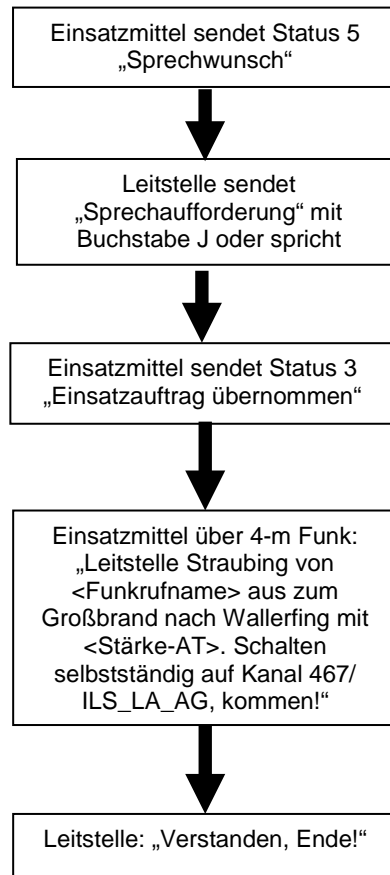 Einsatzmittel sendet Status 5
„Sprechwunsch“
Leitstelle sendet
„Sprechaufforderung“ mit
Buchstabe J oder spricht
Einsatzmittel sendet Status 3
„Einsatzauftrag übernommen“
Einsatzmittel über 4-m Funk:
„Leitstelle Straubing von
<Funkrufname> aus zum
Großbrand nach Wallerfing mit
<Stärke-AT>. Schalten
selbstständig auf Kanal 467/
ILS_LA_AG, kommen!“
Leitstelle: „Verstanden, Ende!“